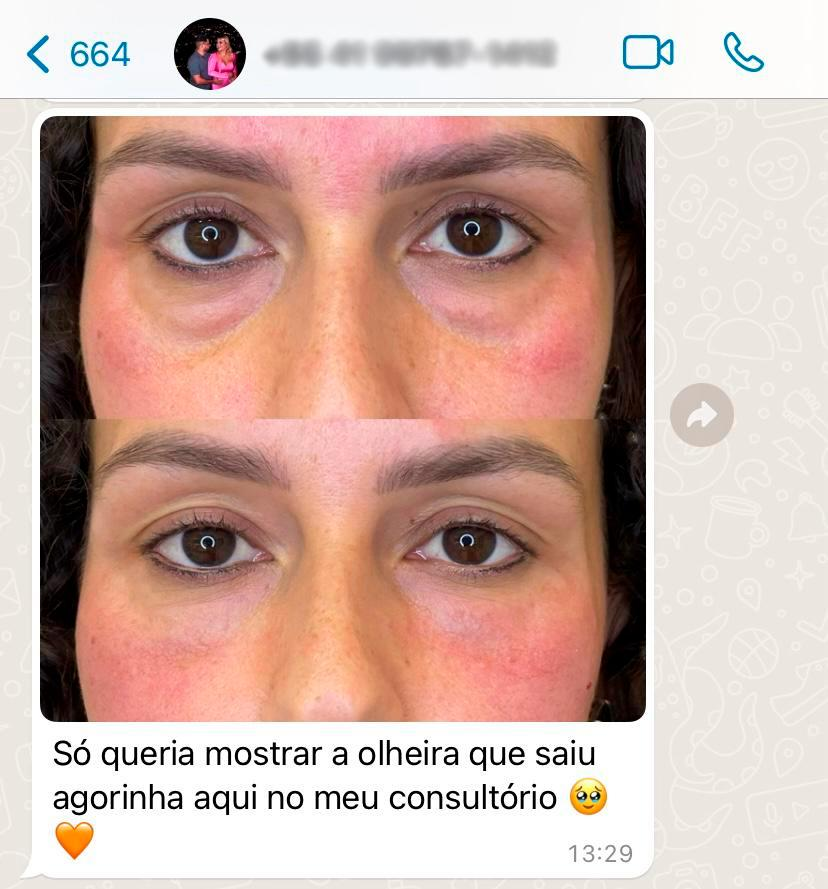 664
Só queria mostrar a olheira que saiu
agorinha aqui no meu consultório 🥹
🧡
13:29